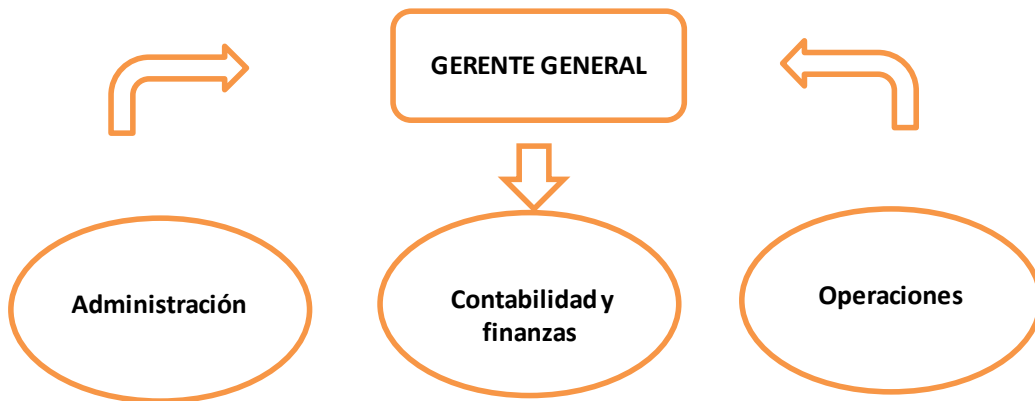 GERENTE GENERAL
Administración
Contabilidad y
finanzas
Operaciones